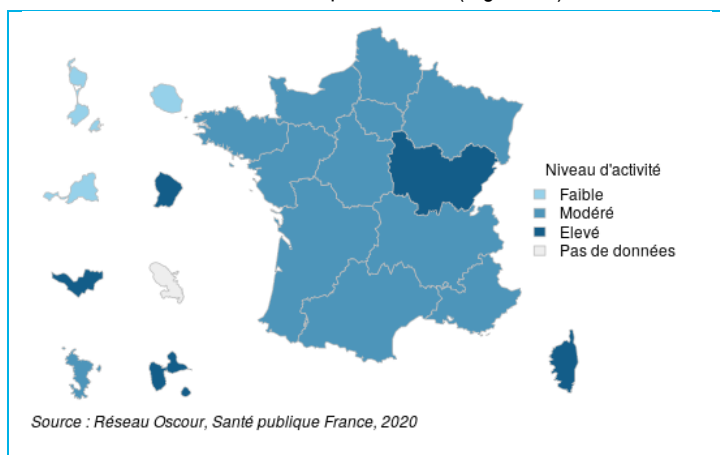 Niveau d'activité
Faible
Modéré
Elevé
Pas de données
Source : Réseau Oscour, Santé publique France, 2020